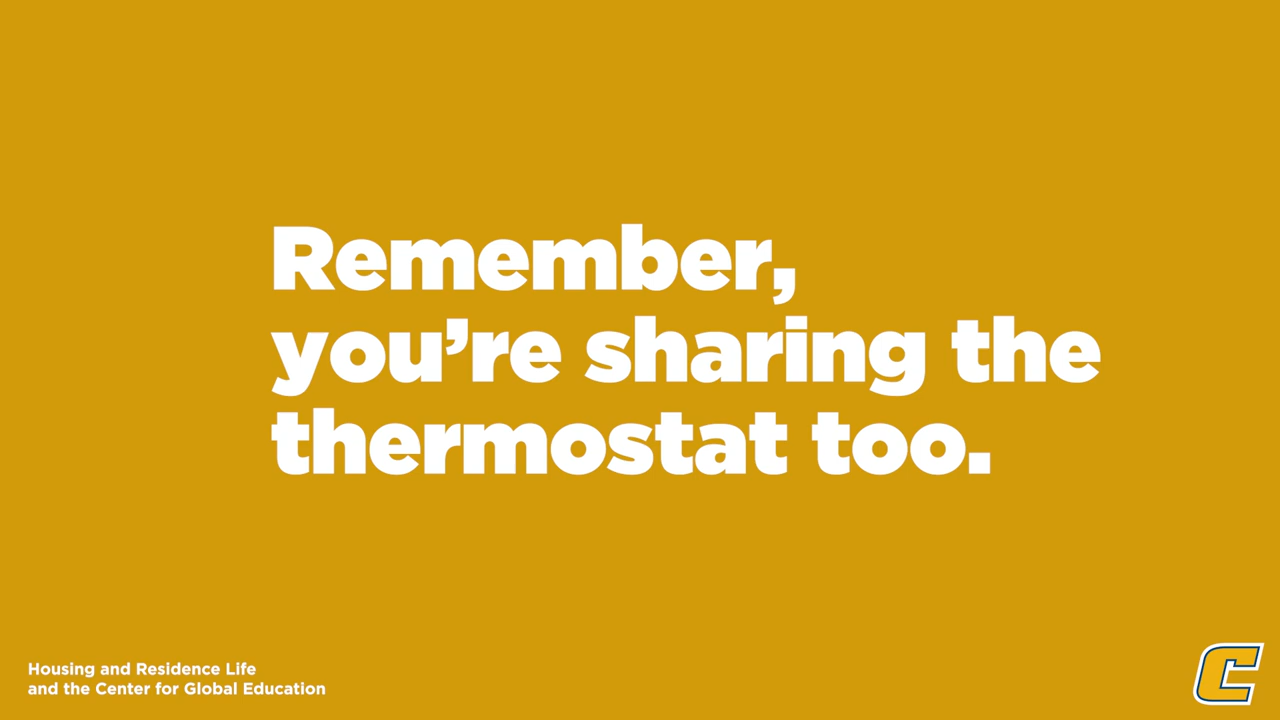 Remember,
you’re sharing the
thermostat too.
Housing and Residence Life
and the Center for Global Education
C